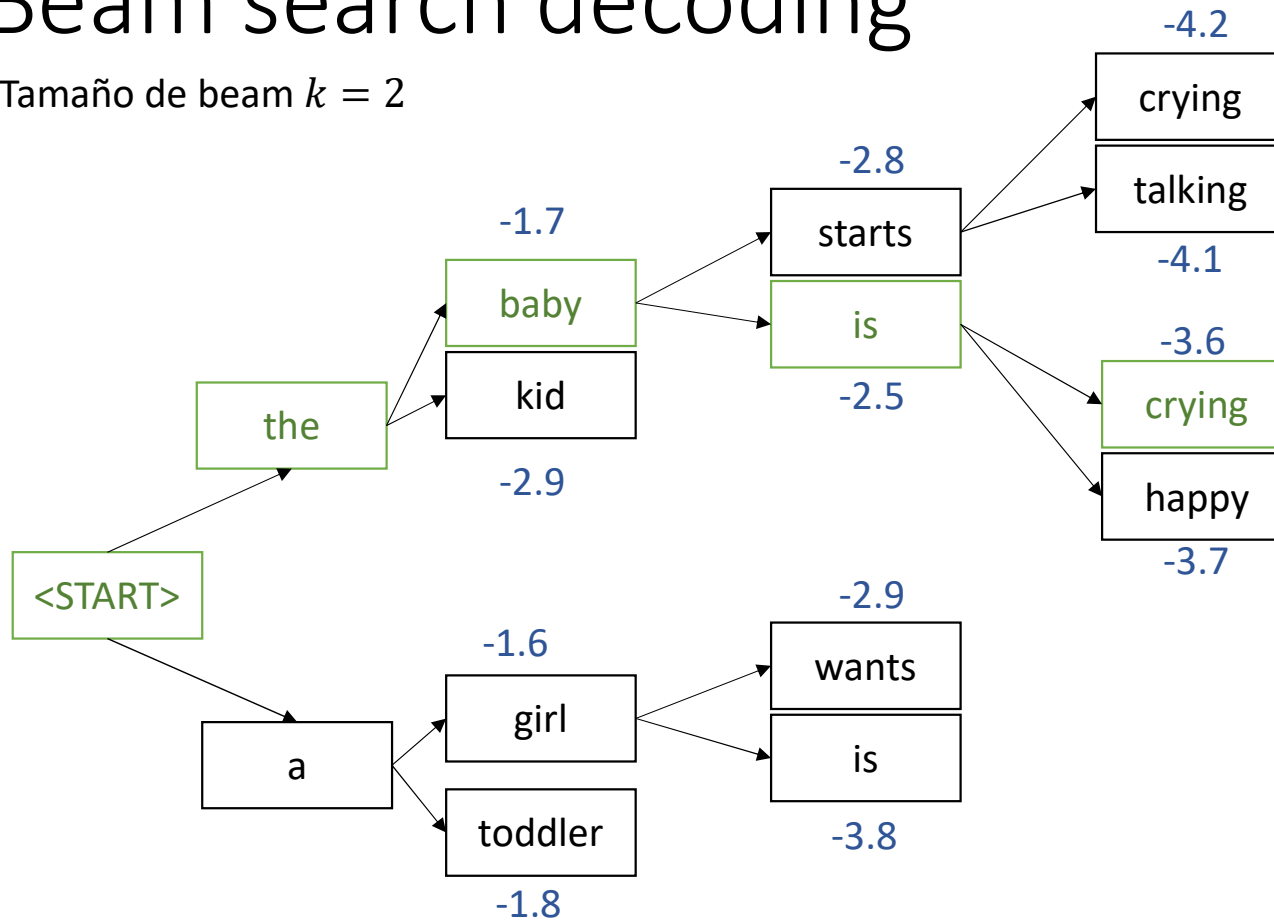 Beam search decoding
Tamaño de beam k = 2
-4.2
crying
talking
-4.1
-2.8
starts
is
-2.5
-1.7
baby
kid
-2.9
-3.6
crying
happy
-3.7
the
<START>
a
-1.6
girl
toddler
-1.8
-2.9
wants
is
-3.8